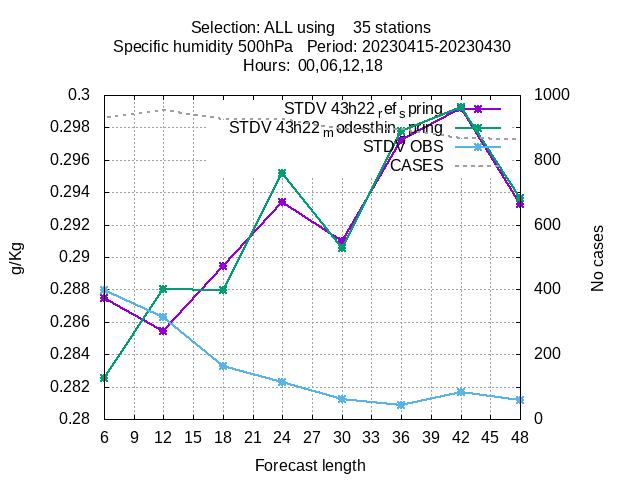 Selection: ALL using 35 stations
Specific humidity 500hPa Period: 20230415-20230430
Hours: 00,06,12,18
0.3
0.298
0.296
0.294
0.292
0.29
0.288
0.286
0.284
0.282
0.28
g/Kg
STDV 43h22ref spring
STDV OBS
CASES
1000
800
600
400
200
0
No cases
6 9 12 15 18 21 24 27 30 33 36 39 42 45 48
Forecast length